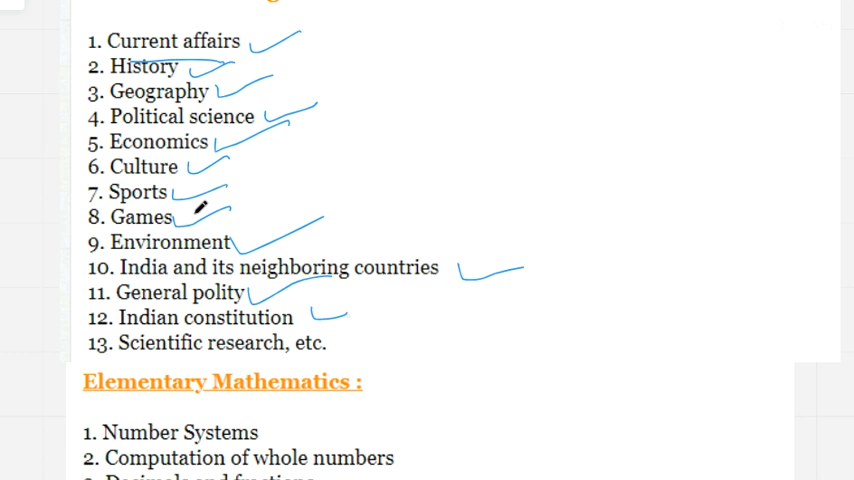 1. Current affairs
2. History
3. Geography
4. Political science
5. Economics
6. Culture
7. Sports
8. Games
9. Environment
10. India and its neighboring countries
11. General polity
12. Indian constitution
13. Scientific research, etc.
Elementary Mathematics :
1. Number Systems
2. Computation of whole numbers